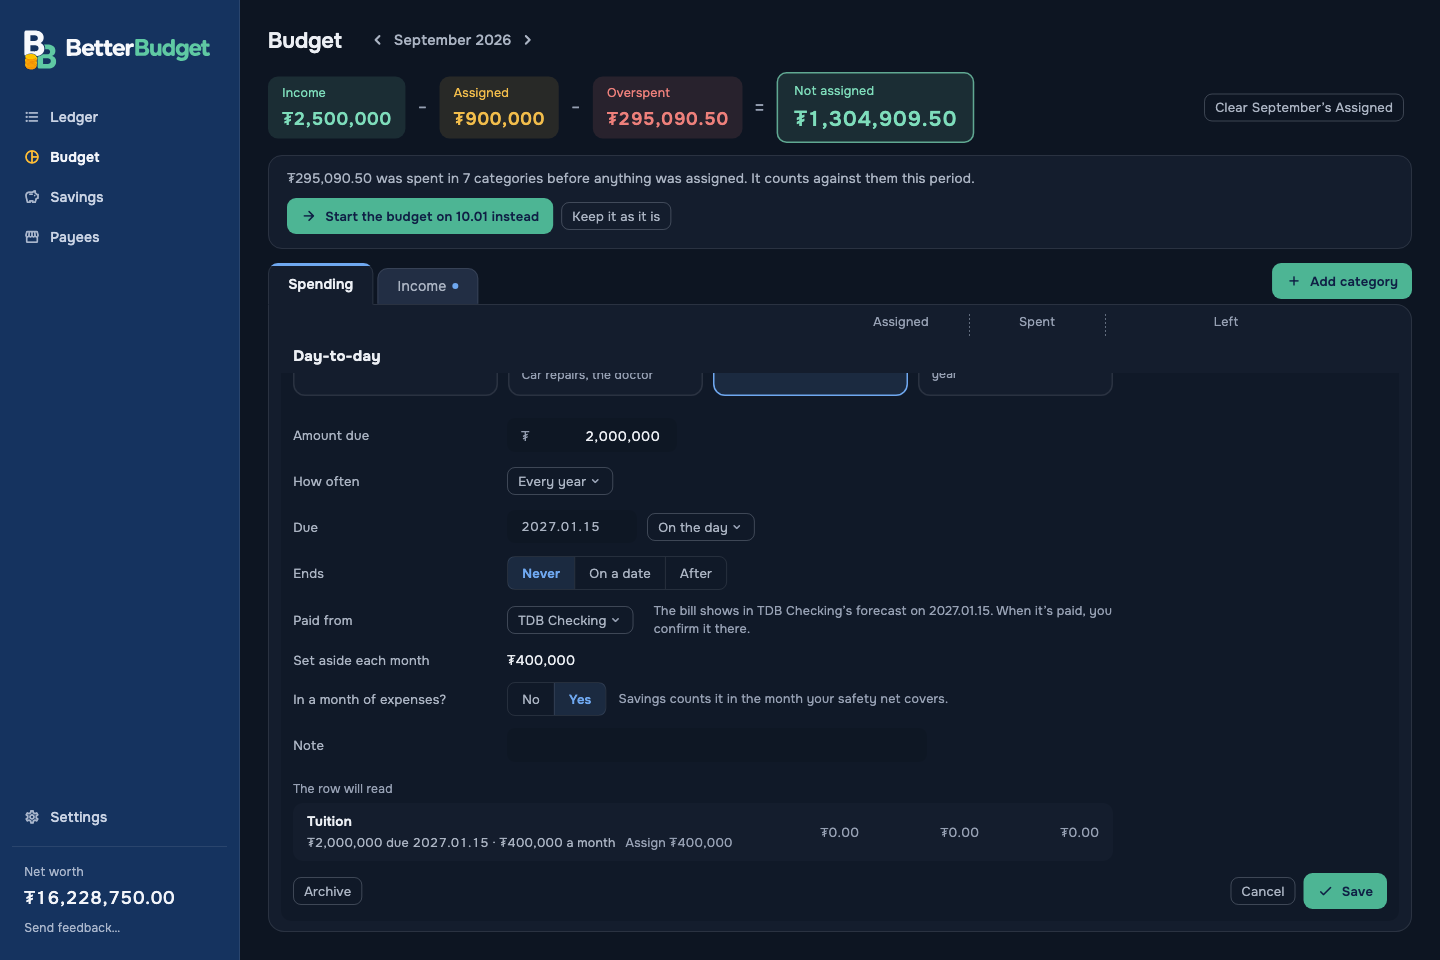 BetterBudget
Ledger
Budget
Savings
Payees
Settings
Net worth
₮16,228,750.00
Send feedback...
Budget
September 2026
Income
₮2,500,000
-
Assigned
₮900,000
-
Overspent
₮295,090.50
=
Not assigned
₮1,304,909.50
Clear September's Assigned
₮295,090.50 was spent in 7 categories before anything was assigned. It counts against them this period.
Start the budget on 10.01 instead
Keep it as it is
Spending
Income
Add category
Assigned
Spent
Left
Day-to-day
Car repairs, the doctor
year
Amount due
₮ 2,000,000
How often
Every year
Due
2027.01.15
On the day
Ends
Never
On a date
After
Paid from
TDB Checking
The bill shows in TDB Checking's forecast on 2027.01.15. When it's paid, you
confirm it there.
Set aside each month
₮400,000
In a month of expenses?
No
Yes
Savings counts it in the month your safety net covers.
Note
The row will read
Tuition
₮2,000,000 due 2027.01.15 · ₮400,000 a month Assign ₮400,000
₮0.00
₮0.00
₮0.00
Archive
Cancel
Save